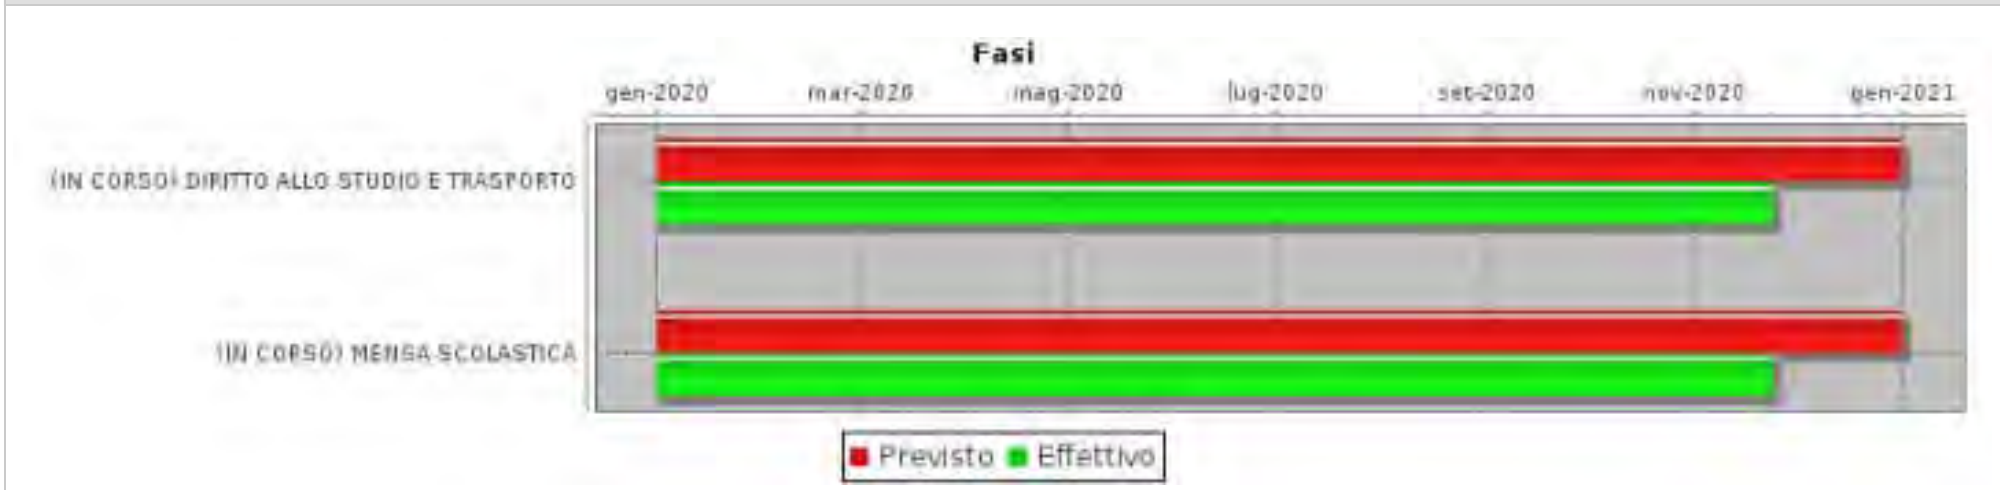 Fasi
gen-2020 mar-2020 mag-2020 lug-2020 set-2020 nov-2020 gen-2021
(IN CORSO) DIRITTO ALLO STUDIO E TRASPORTO
(IN CORSO) MENSA SCOLASTICA
Previsto Effettivo